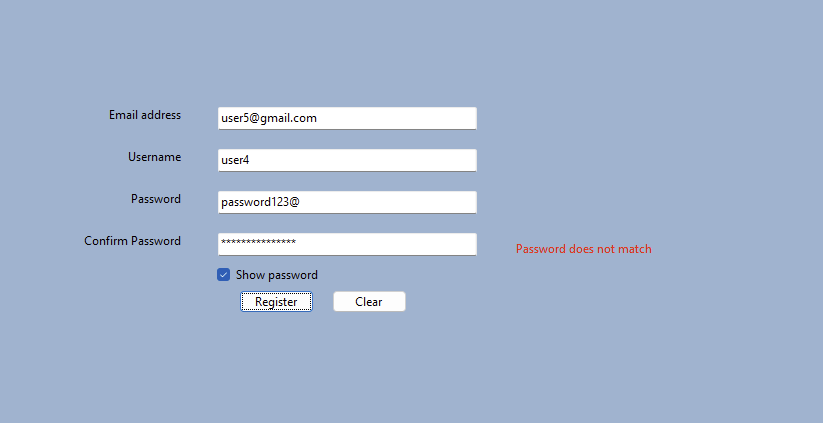 Email address user5@gmail.com
Username user4
Password password123@
Confirm Password *************** Password does not match
Show password
Register Clear